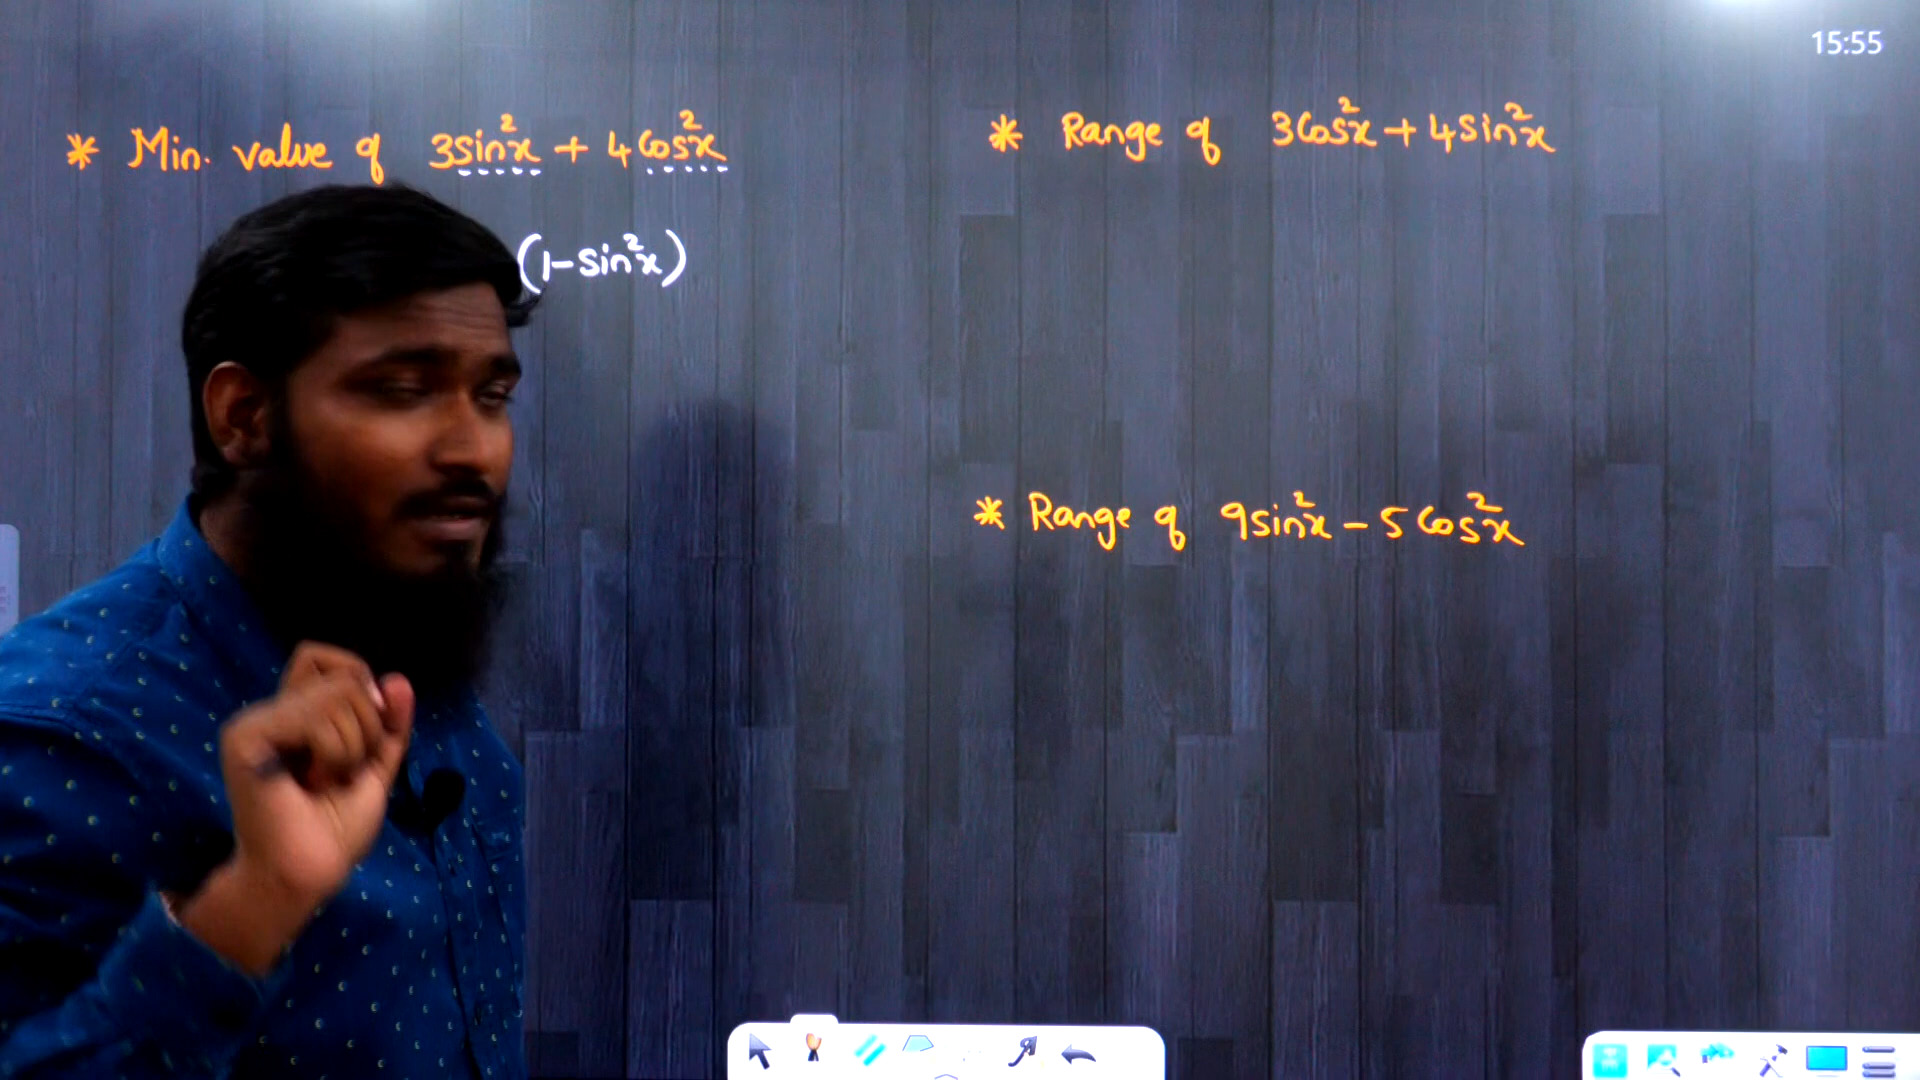 15:55
* Min. value of 3sin²x + 4cos²x
(1-sin²x)
* Range of 3cos²x + 4sin²x
* Range of 9sin²x - 5cos²x